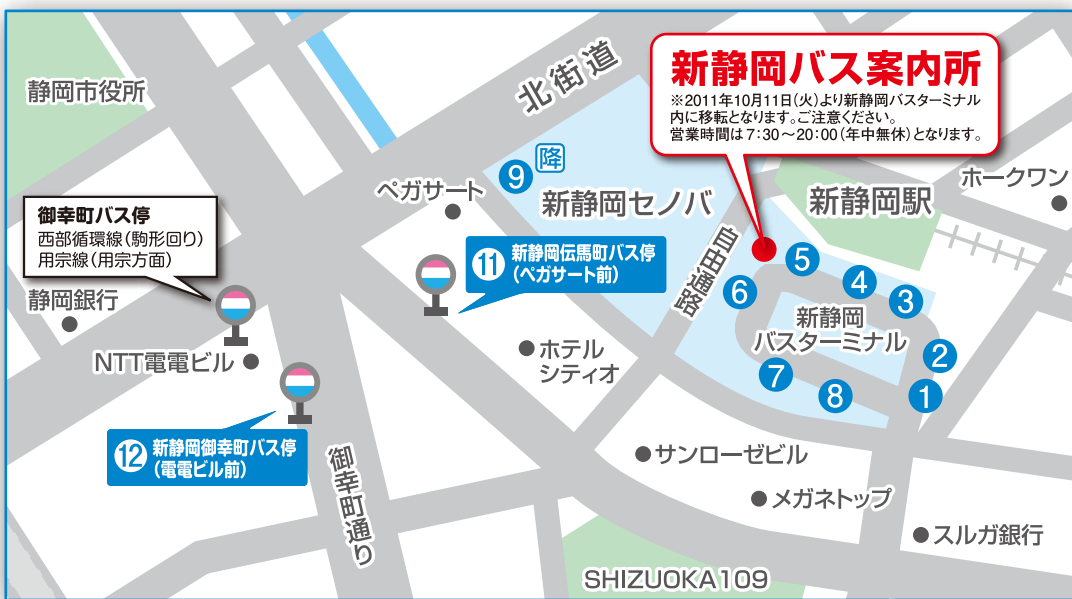 新静岡バス案内所
※2011年10月11日(火)より新静岡バスターミナル
内に移転となります。ご注意ください。
営業時間は7:30〜20:00(年中無休)となります。
北街道
静岡市役所
降
9
ペガサート
新静岡セノバ
新静岡駅
ホークワン
御幸町バス停
西部循環線(駒形回り)
用宗線(用宗方面)
11 新静岡伝馬町バス停
(ペガサート前)
自由通路
5
6
4
3
静岡銀行
新静岡
バスターミナル
NTT電電ビル
ホテル
シティオ
2
7
8
1
12 新静岡御幸町バス停
(電電ビル前)
御幸町通り
サンローゼビル
メガネトップ
スルガ銀行
SHIZUOKA109